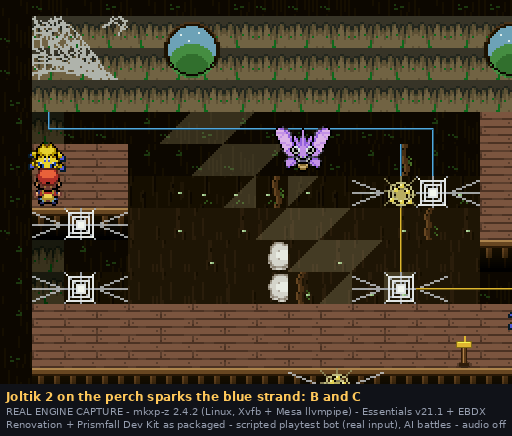 Joltik 2 on the perch sparks the blue strand: B and C
REAL ENGINE CAPTURE - mkxp-z 2.4.2 (Linux, Xvfb + Mesa llvmpipe) - Essentials v21.1 + EBDX
Renovation + Prismfall Dev Kit as packaged - scripted playtest bot (real input), AI battles - audio off